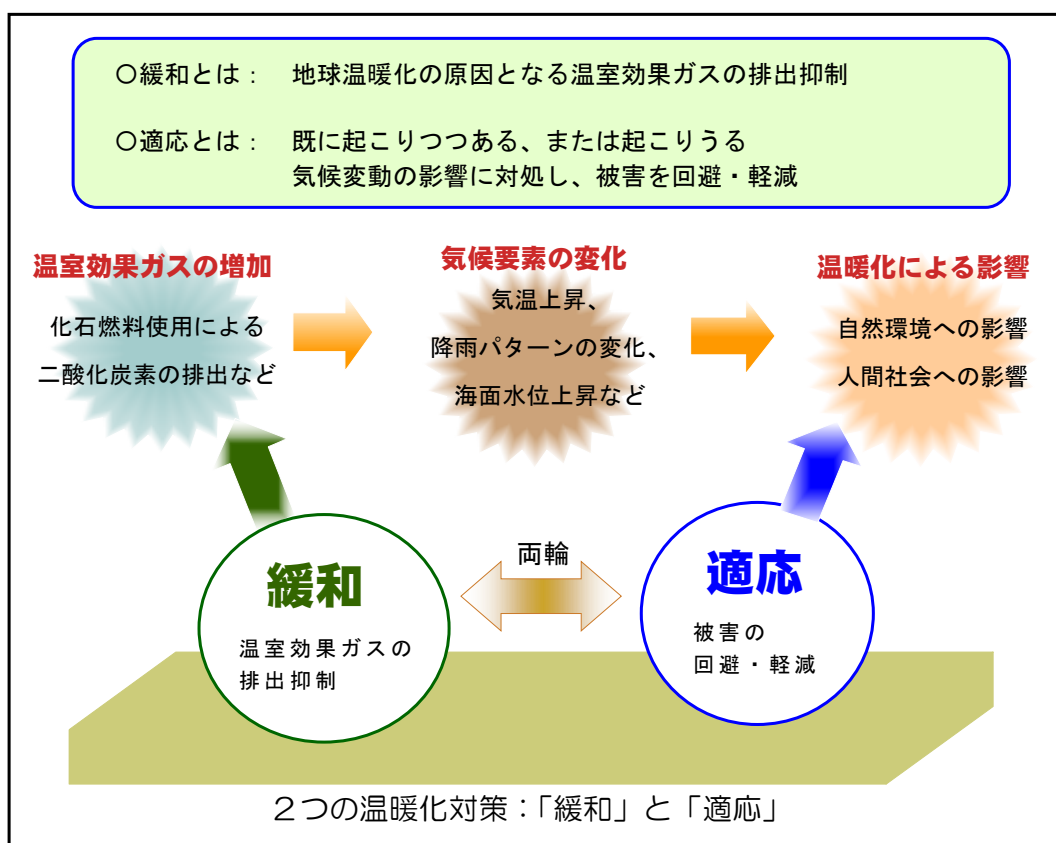 〇緩和とは： 地球温暖化の原因となる温室効果ガスの排出抑制
〇適応とは： 既に起こりつつある、または起こりうる
気候変動の影響に対処し、被害を回避・軽減
温室効果ガスの増加
化石燃料使用による
二酸化炭素の排出など
気候要素の変化
気温上昇、
降雨パターンの変化、
海面水位上昇など
温暖化による影響
自然環境への影響
人間社会への影響
緩和
温室効果ガスの
排出抑制
両輪
適応
被害の
回避・軽減
２つの温暖化対策：「緩和」と「適応」